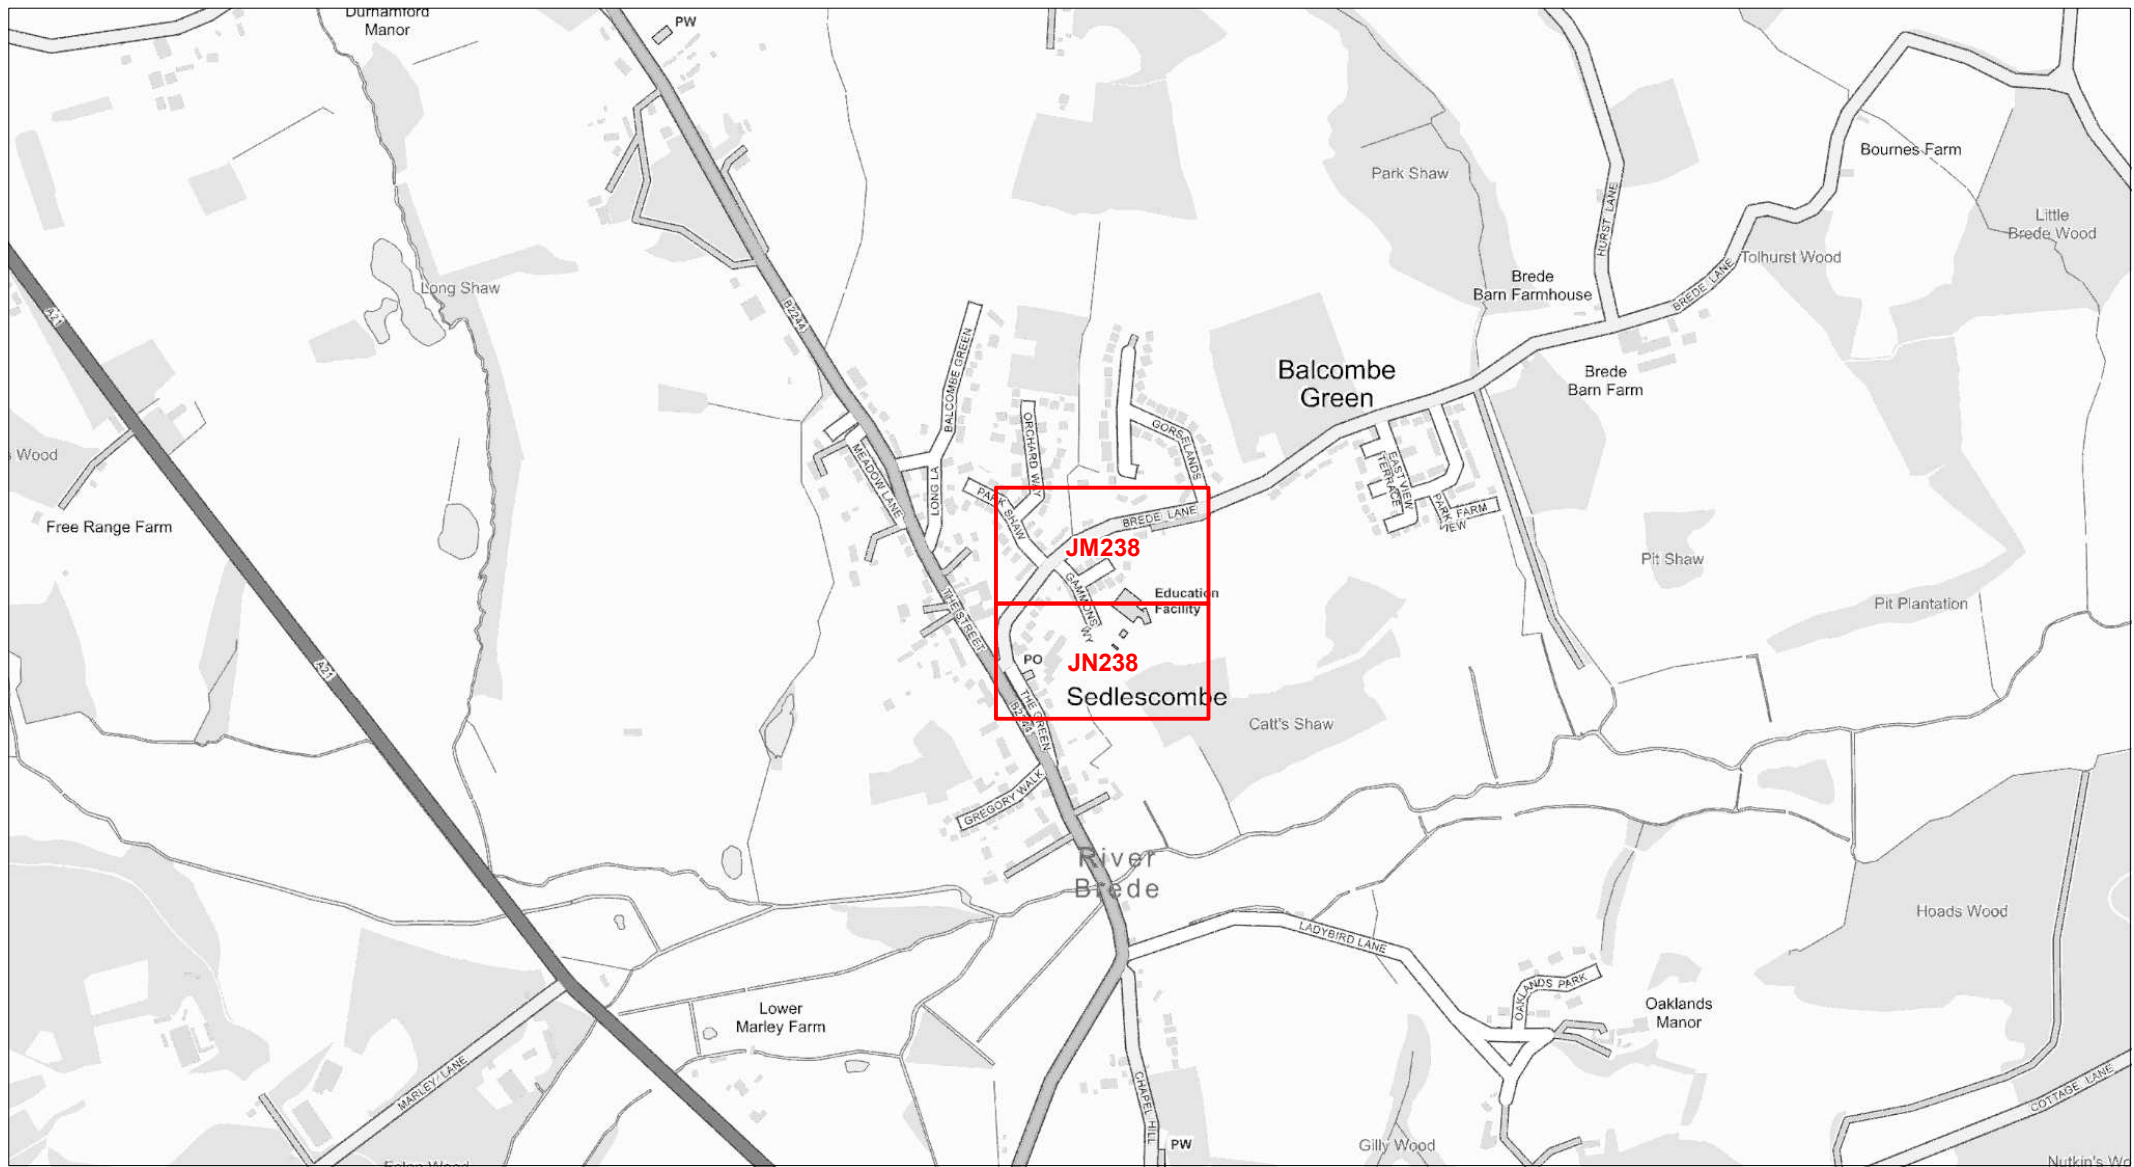 Durhamford
Manor
PW
Bournes Farm
Park Shaw
Little
Brede Wood
HURST LANE
Tolhurst Wood
Brede
Barn Farmhouse
BREDE LANE
Long Shaw
A21
B2244
BALCOMBE GREEN
Balcombe
Green
Brede
Barn Farm
ORCHARD WAY
GORSELANDS
MEADOW LANE
LONG LA
EAST VIEW
TERRACE
Wood
PARK SHAW
PARK
FARM
Free Range Farm
BREDE LANE
JM238
GAMMONS
WY
Education
Facility
Pit Shaw
Pit Plantation
THE STREET
PO
JN238
A21
Sedlescombe
THE GREEN
B2244
Catt's Shaw
GREGORY WALK
River
Brede
Hoads Wood
LADYBIRD LANE
OAKLANDS PARK
Oaklands
Manor
Lower
Marley Farm
MARLEY LANE
CHAPEL HILL
COTTAGE LANE
PW
Gilly Wood